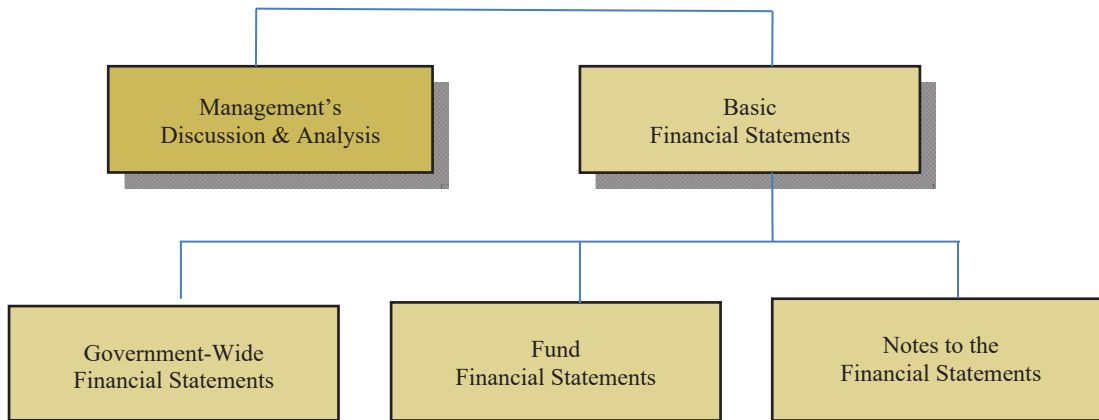 Management’s
Discussion & Analysis
Basic
Financial Statements
Government-Wide
Financial Statements
Fund
Financial Statements
Notes to the
Financial Statements